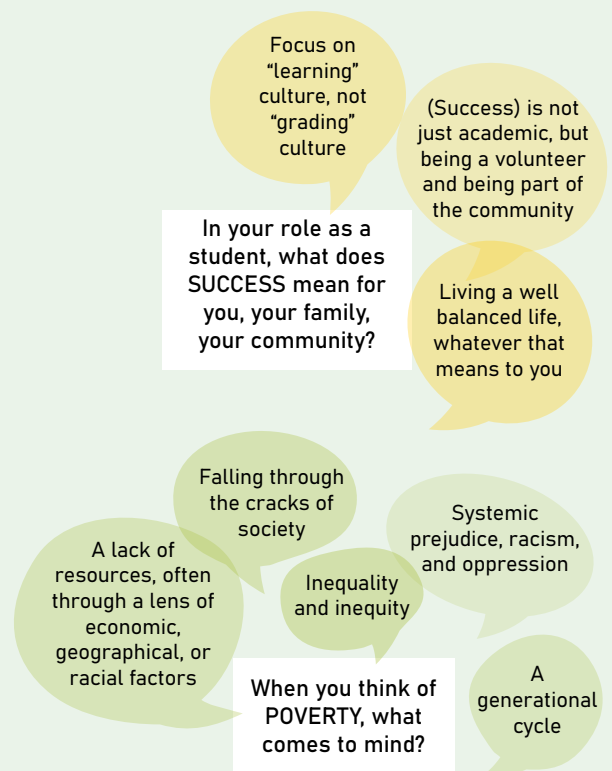 Focus on
“learning”
culture, not
“grading”
culture
(Success) is not
just academic, but
being a volunteer
and being part of
the community
In your role as a
student, what does
SUCCESS mean for
you, your family,
your community?
Living a well
balanced life,
whatever that
means to you
Falling through
the cracks of
society
Systemic
prejudice, racism,
and oppression
A lack of
resources, often
through a lens of
economic,
geographical, or
racial factors
Inequality
and inequity
When you think of
POVERTY, what
comes to mind?
A
generational
cycle